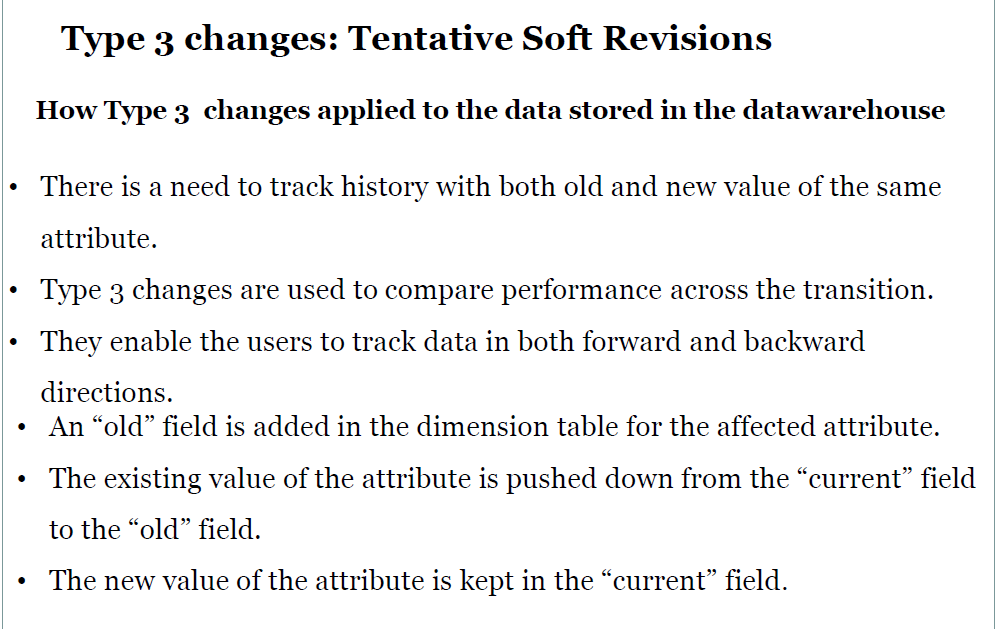 Type 3 changes: Tentative Soft Revisions
How Type 3  changes applied to the data stored in the datawarehouse
• There is a need to track history with both old and new value of the same
attribute.
• Type 3 changes are used to compare performance across the transition.
• They enable the users to track data in both forward and backward
directions.
• An “old” field is added in the dimension table for the affected attribute.
• The existing value of the attribute is pushed down from the “current” field
to the “old” field.
• The new value of the attribute is kept in the “current” field.